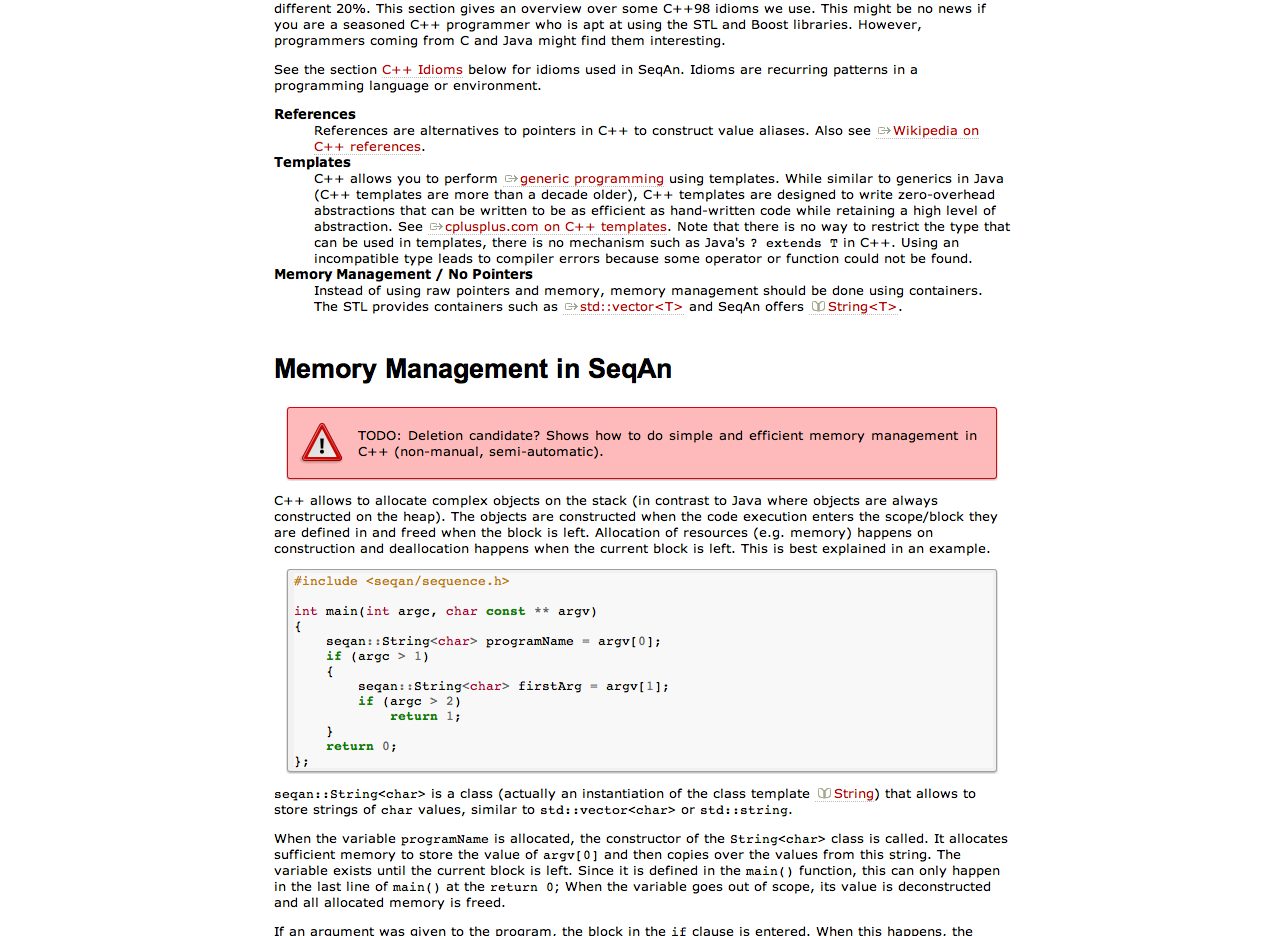 different 20%. This section gives an overview over some C++98 idioms we use. This might be no news if
you are a seasoned C++ programmer who is apt at using the STL and Boost libraries. However,
programmers coming from C and Java might find them interesting.
See the section C++ Idioms below for idioms used in SeqAn. Idioms are recurring patterns in a
programming language or environment.
References
References are alternatives to pointers in C++ to construct value aliases. Also see Wikipedia on
C++ references.
Templates
C++ allows you to perform generic programming using templates. While similar to generics in Java
(C++ templates are more than a decade older), C++ templates are designed to write zero-overhead
abstractions that can be written to be as efficient as hand-written code while retaining a high level of
abstraction. See cplusplus.com on C++ templates. Note that there is no way to restrict the type that
can be used in templates, there is no mechanism such as Java's ? extends T in C++. Using an
incompatible type leads to compiler errors because some operator or function could not be found.
Memory Management / No Pointers
Instead of using raw pointers and memory, memory management should be done using containers.
The STL provides containers such as std::vector<T> and SeqAn offers String<T>.
Memory Management in SeqAn
TODO: Deletion candidate? Shows how to do simple and efficient memory management in
C++ (non-manual, semi-automatic).
C++ allows to allocate complex objects on the stack (in contrast to Java where objects are always
constructed on the heap). The objects are constructed when the code execution enters the scope/block they
are defined in and freed when the block is left. Allocation of resources (e.g. memory) happens on
construction and deallocation happens when the current block is left. This is best explained in an example.
#include <seqan/sequence.h>
int main(int argc, char const ** argv)
{
    seqan::String<char> programName = argv[0];
    if (argc > 1)
    {
        seqan::String<char> firstArg = argv[1];
        if (argc > 2)
            return 1;
    }
    return 0;
};
seqan::String<char> is a class (actually an instantiation of the class template String) that allows to
store strings of char values, similar to std::vector<char> or std::string.
When the variable programName is allocated, the constructor of the String<char> class is called. It allocates
sufficient memory to store the value of argv[0] and then copies over the values from this string. The
variable exists until the current block is left. Since it is defined in the main() function, this can only happen
in the last line of main() at the return 0; When the variable goes out of scope, its value is deconstructed
and all allocated memory is freed.
If an argument was given to the program, the block in the if clause is entered. When this happens, the